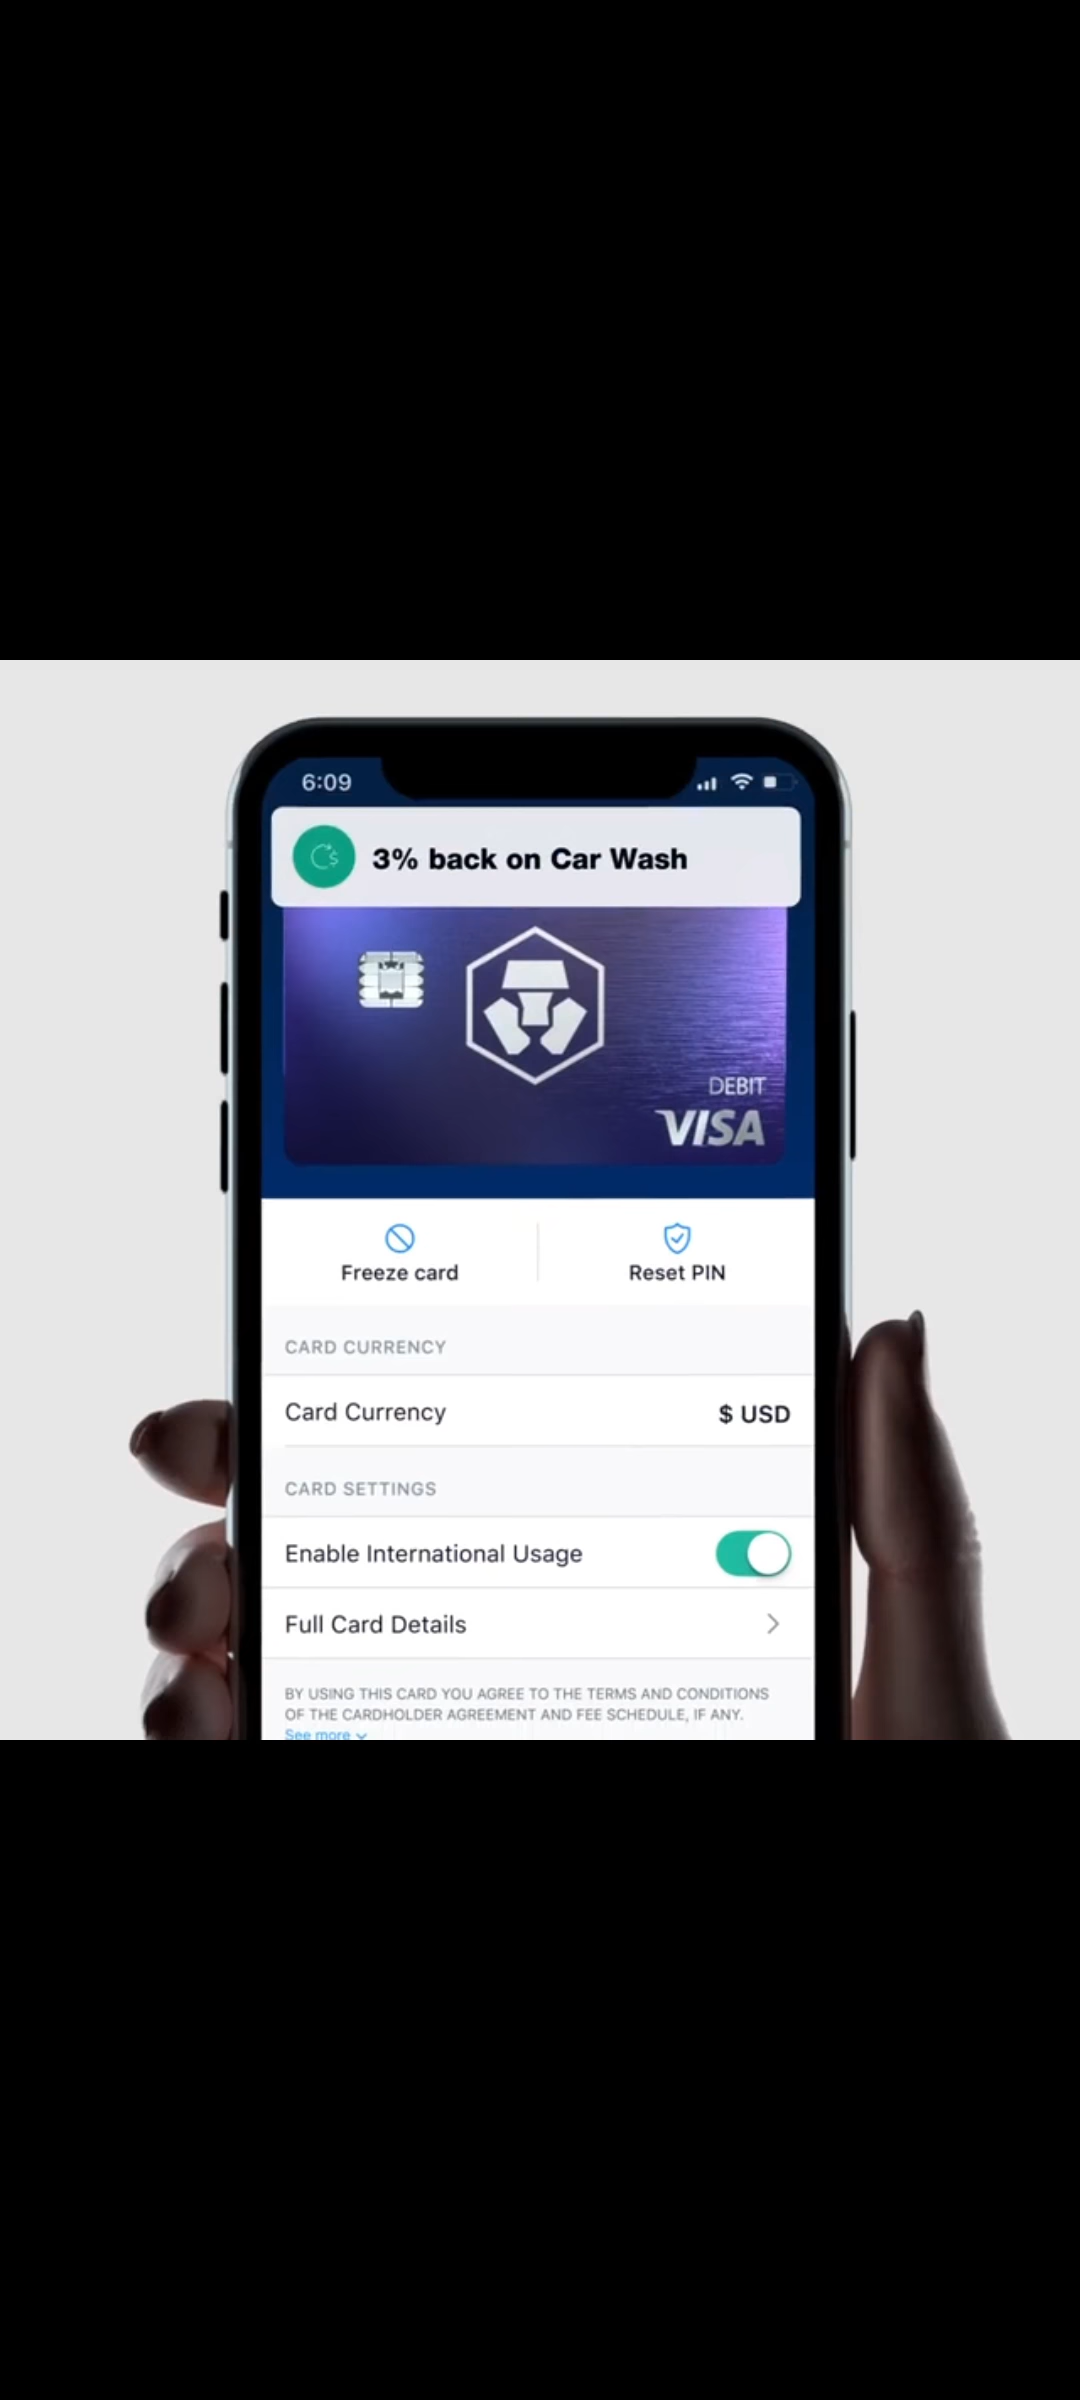 6:09
3% back on Car Wash
DEBIT
VISA
Freeze card
Reset PIN
CARD CURRENCY
Card Currency
$ USD
CARD SETTINGS
Enable International Usage
Full Card Details
BY USING THIS CARD YOU AGREE TO THE TERMS AND CONDITIONS
OF THE CARDHOLDER AGREEMENT AND FEE SCHEDULE, IF ANY.
See more